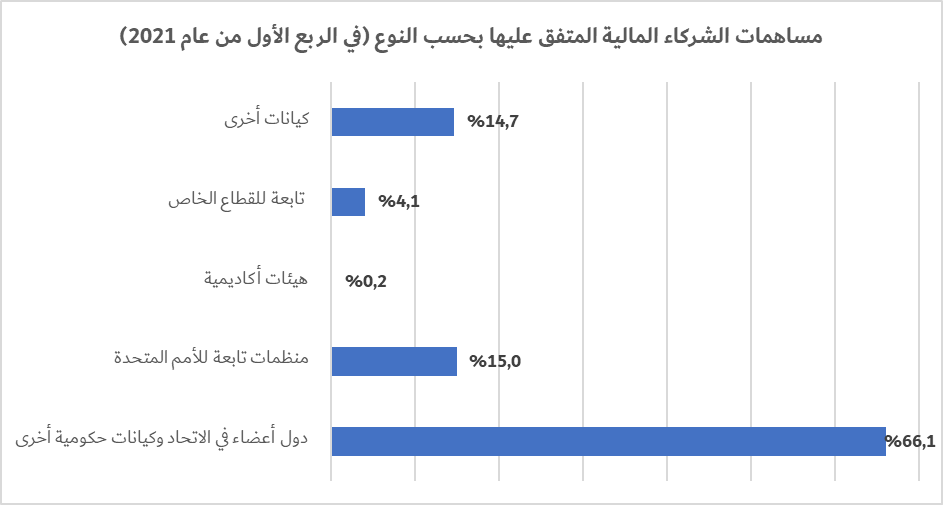 مساهمات الشركاء المالية المتفق عليها بحسب النوع (في الربع الأول من عام 2021)
كيانات أخرى %14,7
تابعة للقطاع الخاص %4,1
هيئات أكاديمية %0,2
منظمات تابعة للأمم المتحدة %15,0
دول أعضاء في الاتحاد وكيانات حكومية أخرى %66,1